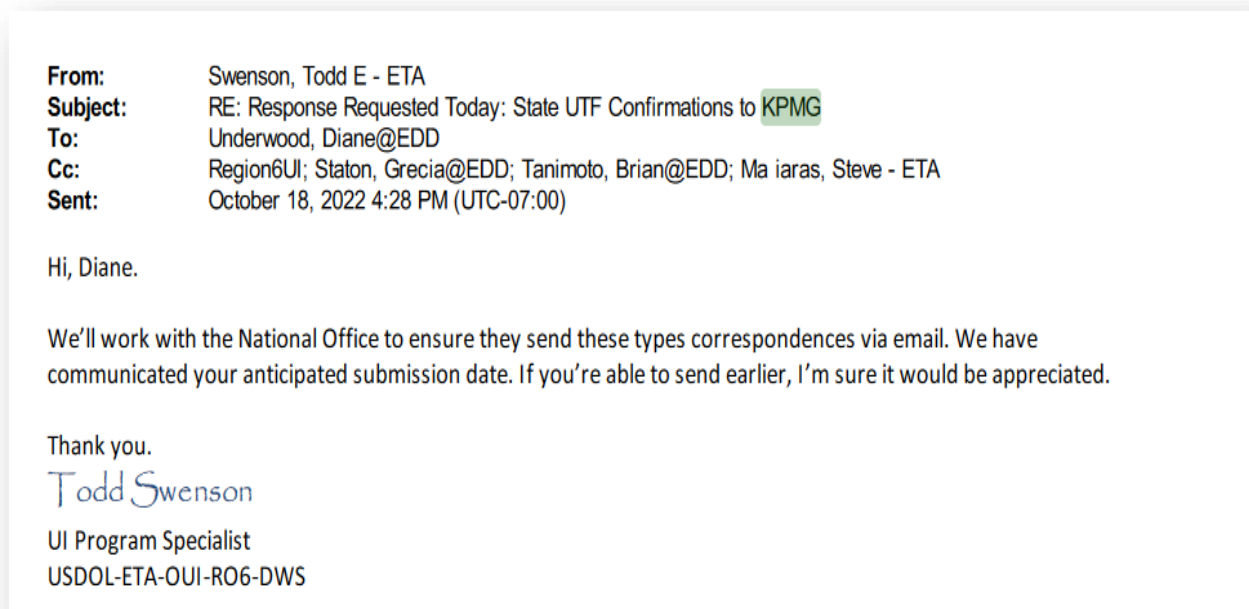 From: Swenson, Todd E - ETA
Subject: RE: Response Requested Today: State UTF Confirmations to KPMG
To: Underwood, Diane@EDD
Cc: Region6UI; Staton, Grecia@EDD; Tanimoto, Brian@EDD; Ma iaras, Steve - ETA
Sent: October 18, 2022 4:28 PM (UTC-07:00)
Hi, Diane.
We'll work with the National Office to ensure they send these types correspondences via email. We have
communicated your anticipated submission date. If you're able to send earlier, I'm sure it would be appreciated.
Thank you.
Todd Swenson
UI Program Specialist
USDOL-ETA-OUI-RO6-DWS